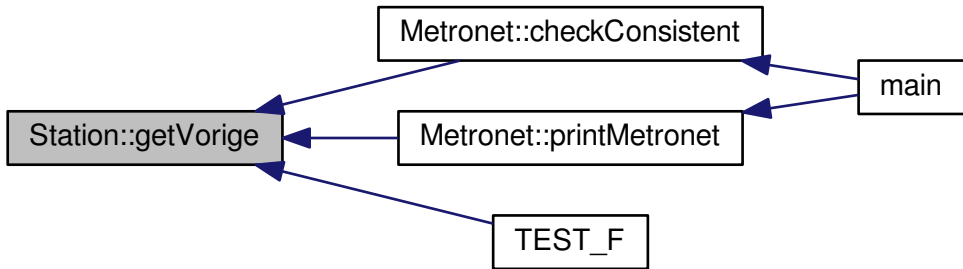 Metronet::checkConsistent
main
Station::getVorige
Metronet::printMetronet
TEST_F